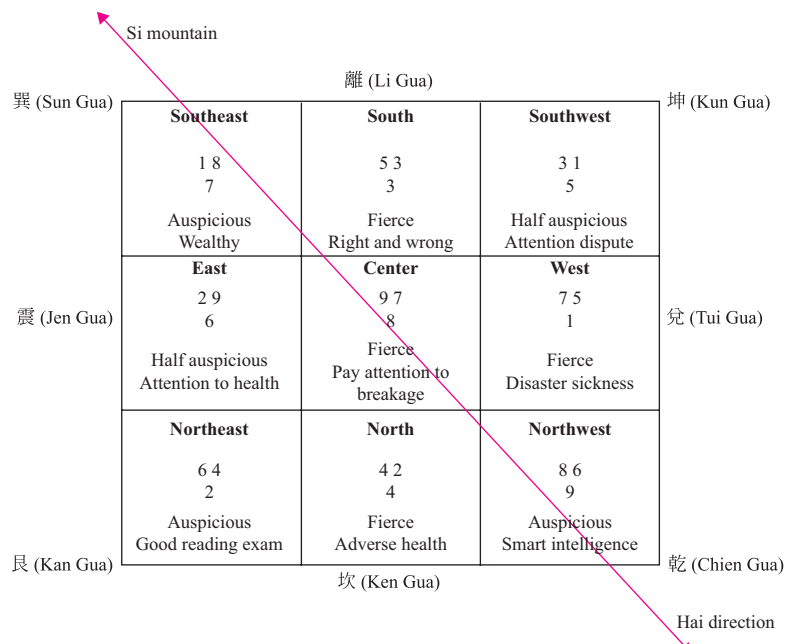 Si mountain
離 (Li Gua)
巽 (Sun Gua)
坤 (Kun Gua)
Southeast
1 8
7
Auspicious
Wealthy
South
5 3
3
Fierce
Right and wrong
Southwest
3 1
5
Half auspicious
Attention dispute
震 (Jen Gua)
East
2 9
6
Half auspicious
Attention to health
Center
9 7
8
Fierce
Pay attention to
breakage
West
7 5
1
Fierce
Disaster sickness
兌 (Tui Gua)
Northeast
6 4
2
Auspicious
Good reading exam
North
4 2
4
Fierce
Adverse health
Northwest
8 6
9
Auspicious
Smart intelligence
艮 (Kan Gua)
坎 (Ken Gua)
乾 (Chien Gua)
Hai direction